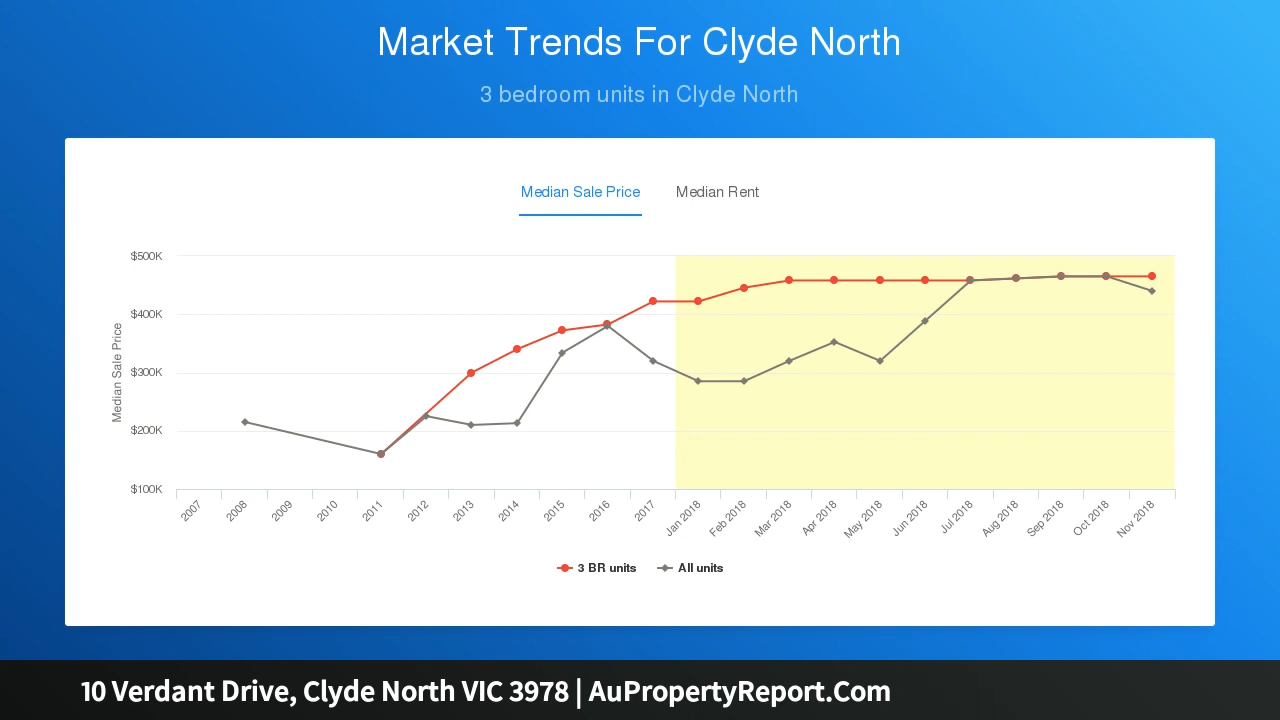 Market Trends For Clyde North
3 bedroom units in Clyde North
Median Sale Price Median Rent
$500K
$400K
$300K
$200K
$100K
Median Sale Price
2007 2008 2009 2010 2011 2012 2013 2014 2015 2016 2017 Jan 2018 Feb 2018 Mar 2018 Apr 2018 May 2018 Jun 2018 Jul 2018 Aug 2018 Sep 2018 Oct 2018 Nov 2018
3 BR units All units
10 Verdant Drive, Clyde North VIC 3978 | AuPropertyReport.Com